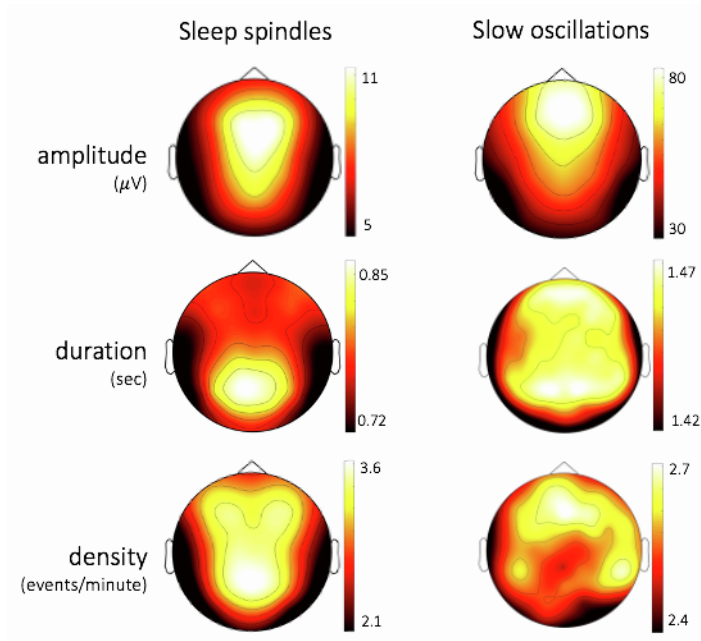 Sleep spindles
Slow oscillations
amplitude
(μV)
11
5
80
30
duration
(sec)
0.85
0.72
1.47
1.42
density
(events/minute)
3.6
2.1
2.7
2.4